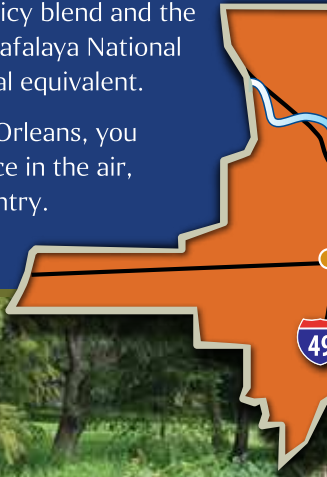 icy blend and the
afalaya National
al equivalent.
Orleans, you
ce in the air,
ntry.
49